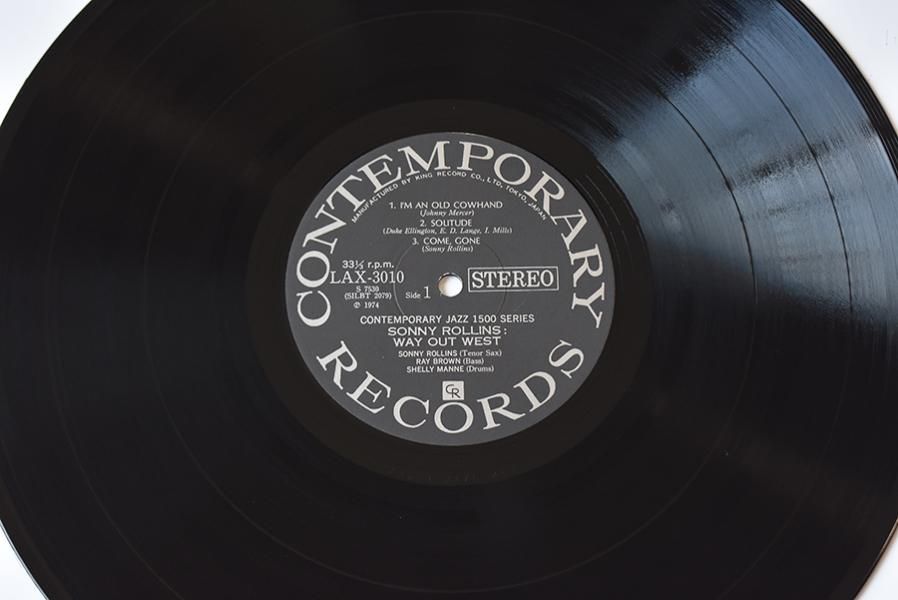 CONTEMPORARY
MANUFACTURED BY KING RECORD CO., LTD. TOKYO, JAPAN
1. I'M AN OLD COWHAND
(Johnny Mercer)
2. SOLITUDE
(Duke Ellington, E. D. Lange, I. Mills)
3. COME, GONE
(Sonny Rollins)
33⅓ r.p.m.
LAX-3010
S 7530
(SILBT 2079)
℗ 1974
Side 1
STEREO
CONTEMPORARY JAZZ 1500 SERIES
SONNY ROLLINS:
WAY OUT WEST
SONNY ROLLINS (Tenor Sax)
RAY BROWN (Bass)
SHELLY MANNE (Drums)
CR
RECORDS